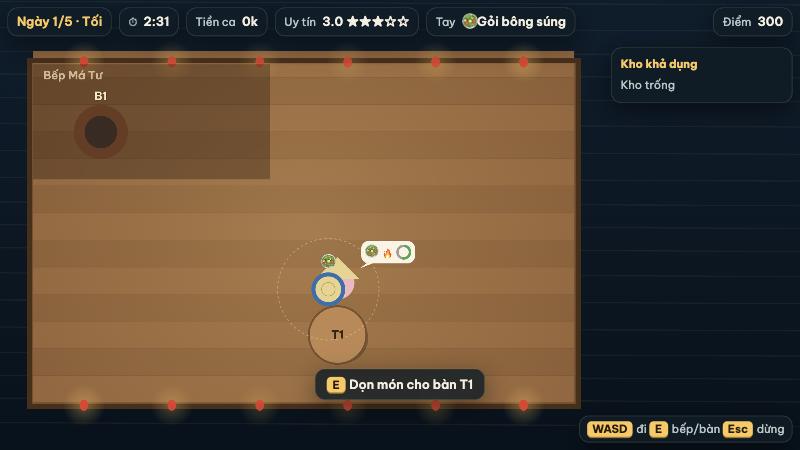 Ngày 1/5 · Tối
2:31
Tiền ca 0k
Uy tín 3.0 ★★★☆☆
Tay Gỏi bông súng
Điểm 300
Kho khả dụng
Kho trống
Bếp Má Tư
B1
T1
E Dọn món cho bàn T1
WASD đi E bếp/bàn Esc dừng